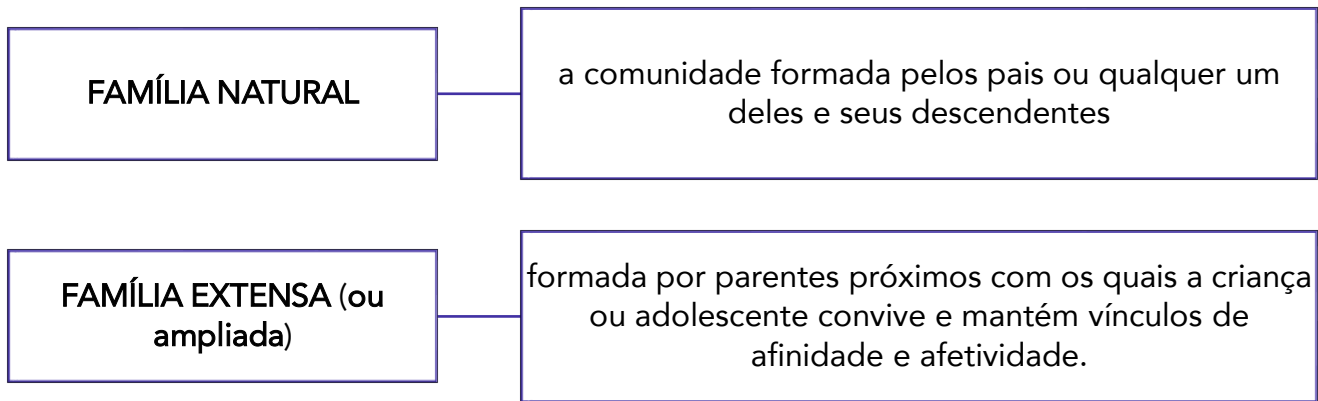 FAMÍLIA NATURAL
a comunidade formada pelos pais ou qualquer um
deles e seus descendentes
FAMÍLIA EXTENSA (ou
ampliada)
formada por parentes próximos com os quais a criança
ou adolescente convive e mantém vínculos de
afinidade e afetividade.